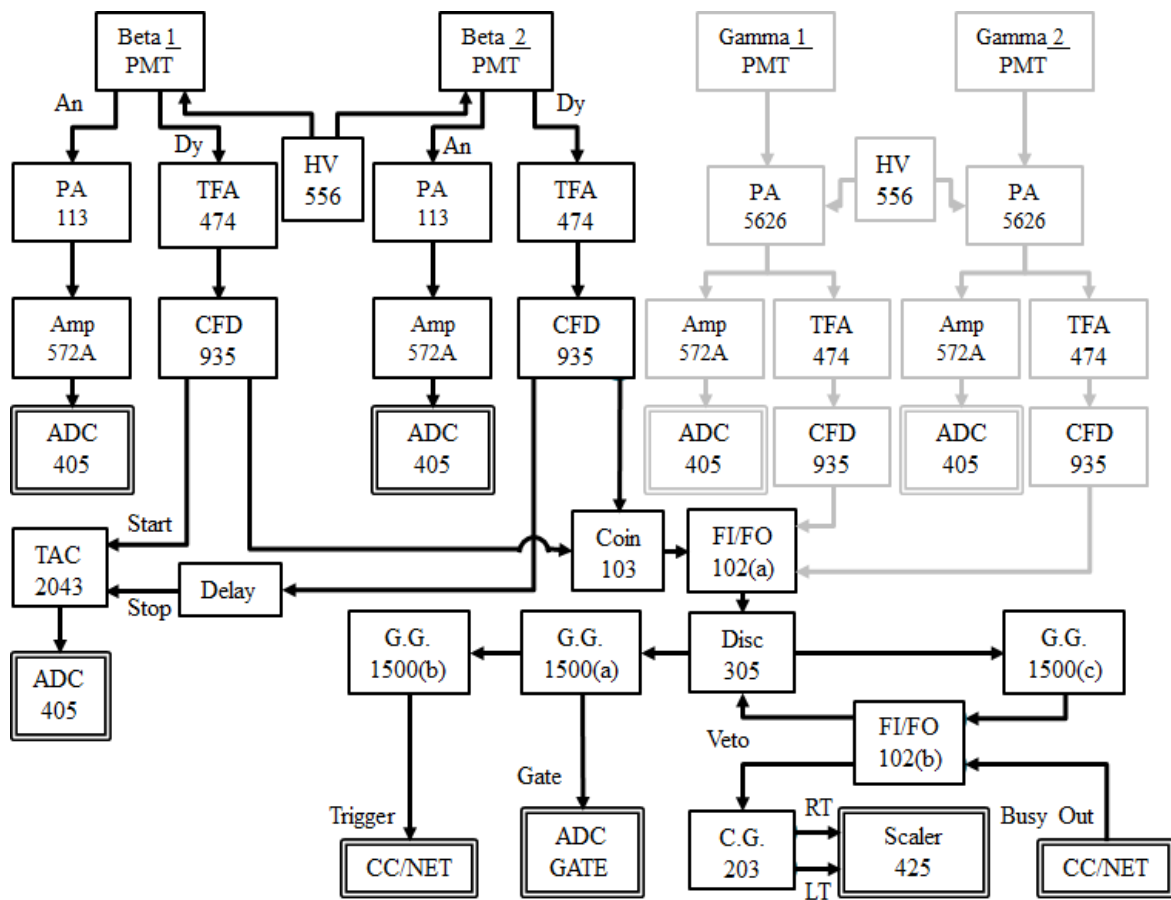 Beta 1
PMT
Beta 2
PMT
Gamma 1
PMT
Gamma 2
PMT
An
Dy
An
Dy
HV
556
HV
556
PA
113
TFA
474
PA
113
TFA
474
PA
5626
PA
5626
Amp
572A
CFD
935
Amp
572A
CFD
935
Amp
572A
TFA
474
Amp
572A
TFA
474
ADC
405
ADC
405
ADC
405
CFD
935
ADC
405
CFD
935
Start
TAC
2043
Stop
Delay
Coin
103
FI/FO
102(a)
ADC
405
G.G.
1500(b)
G.G.
1500(a)
Disc
305
G.G.
1500(c)
Veto
FI/FO
102(b)
Gate
Trigger
RT
LT
Busy Out
CC/NET
ADC
GATE
C.G.
203
Scaler
425
CC/NET